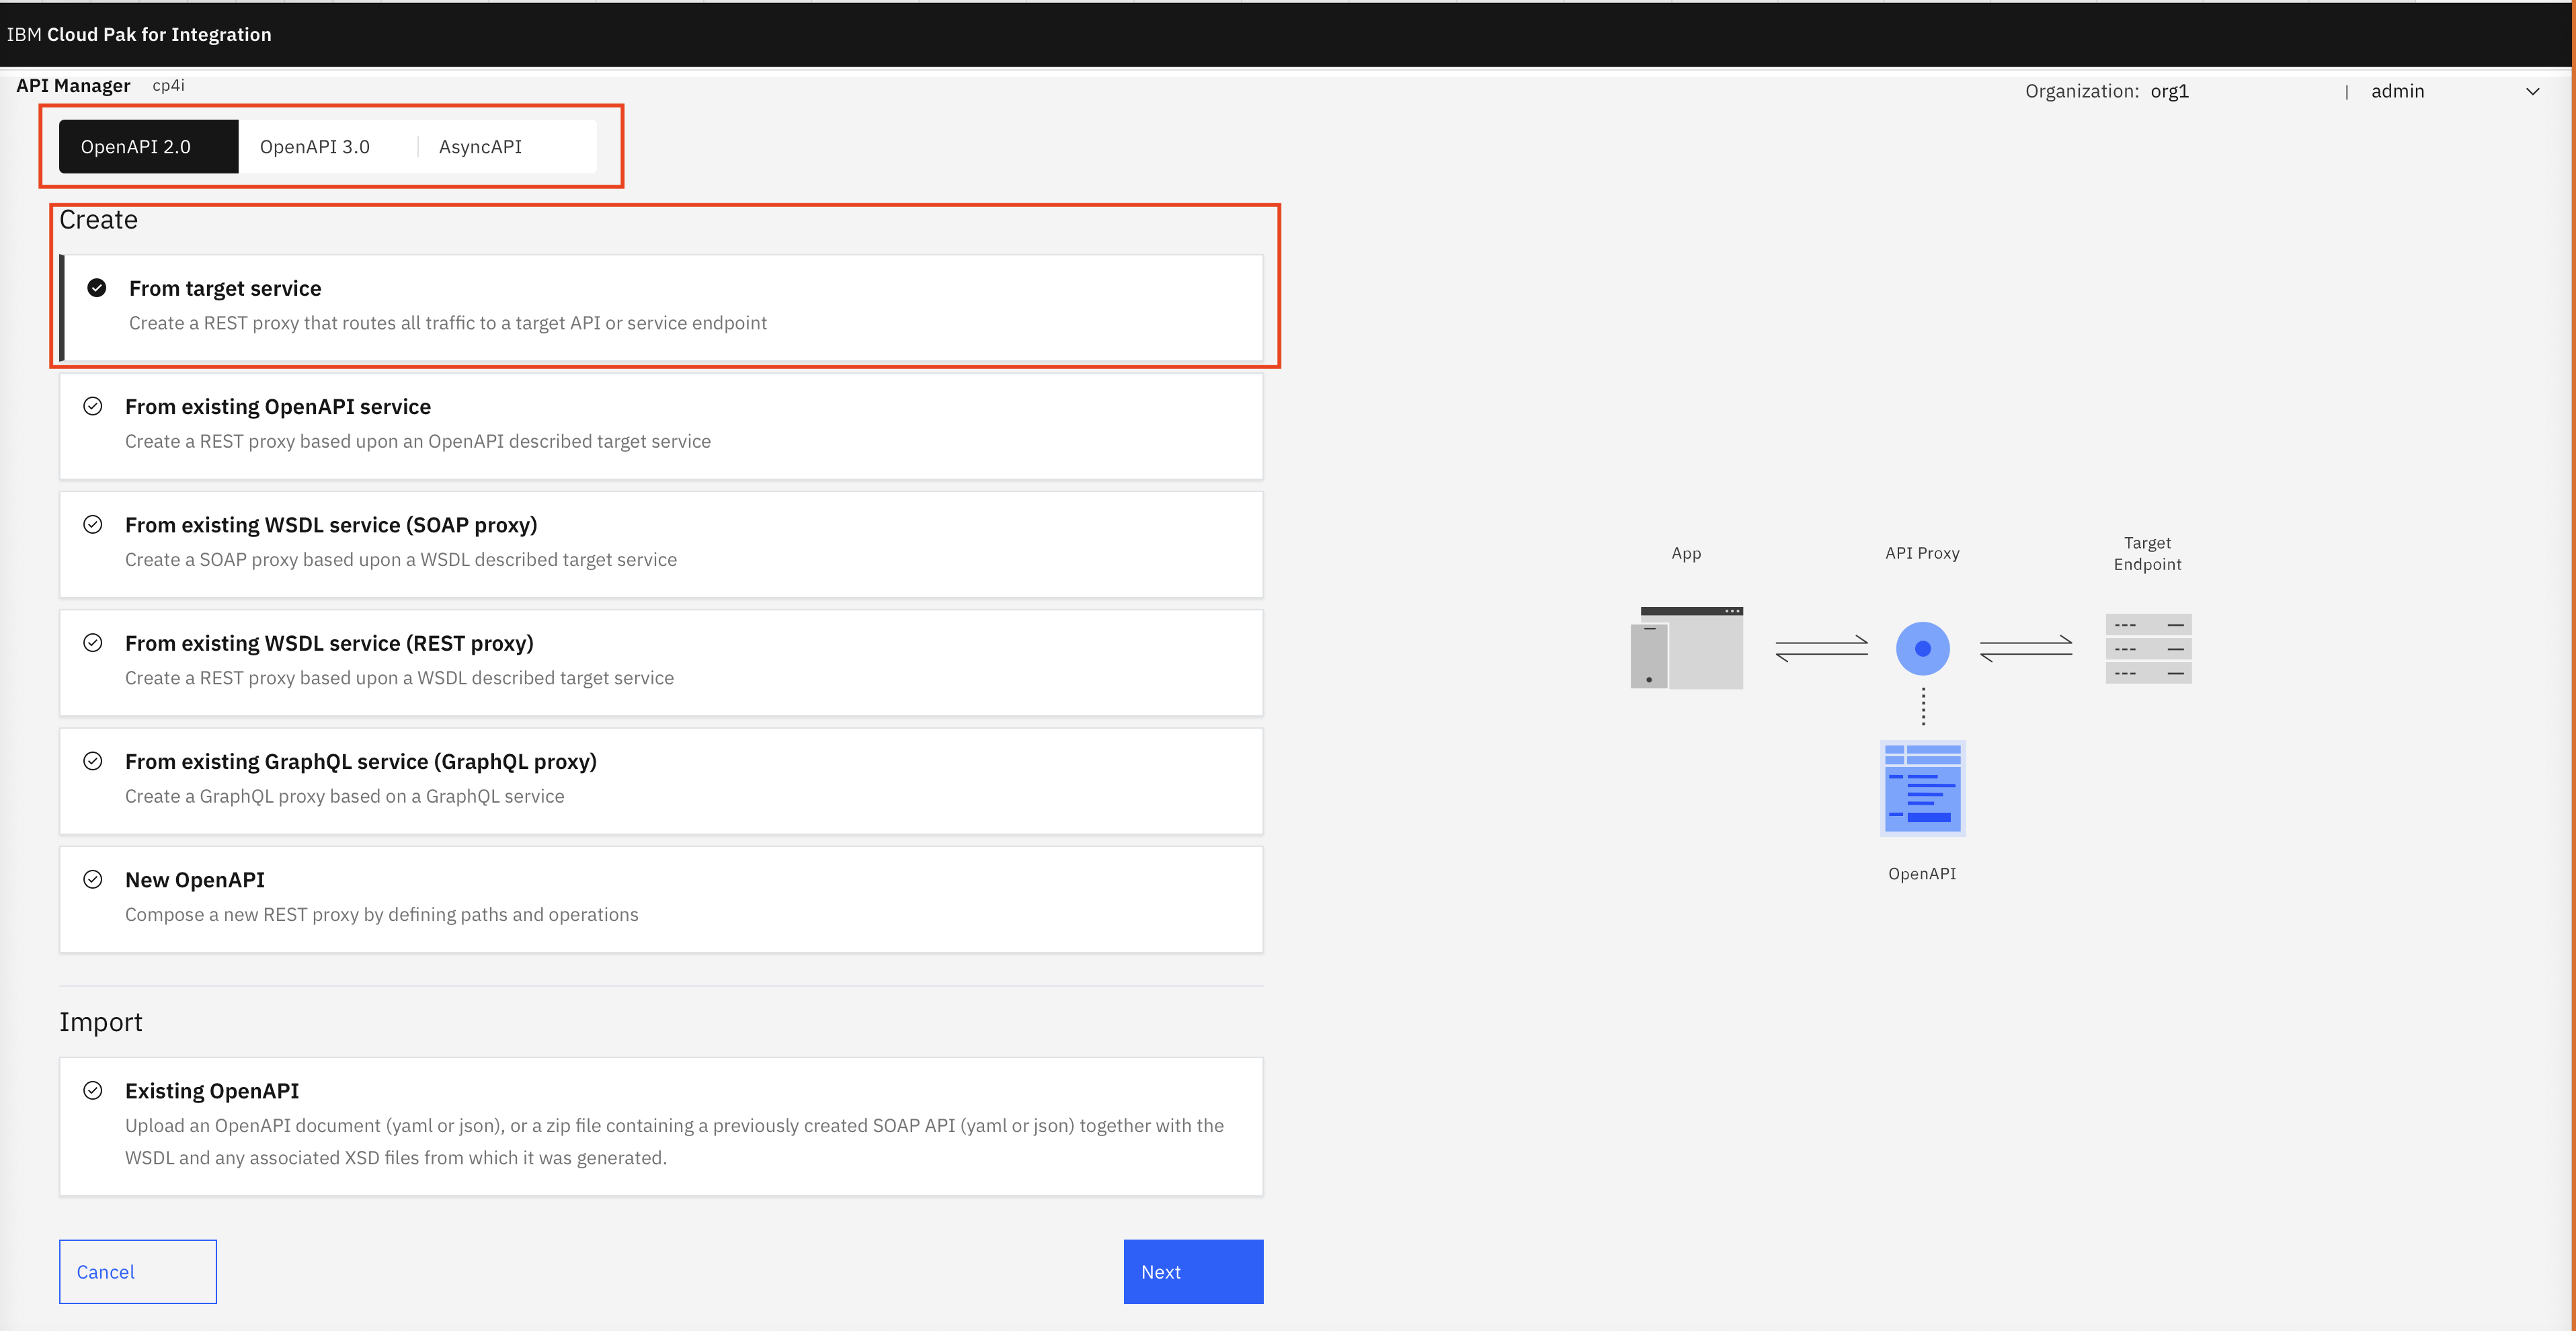 IBM Cloud Pak for Integration
API Manager cp4i
Organization: org1 | admin
OpenAPI 2.0 OpenAPI 3.0 AsyncAPI
Create
From target service
Create a REST proxy that routes all traffic to a target API or service endpoint
From existing OpenAPI service
Create a REST proxy based upon an OpenAPI described target service
From existing WSDL service (SOAP proxy)
Create a SOAP proxy based upon a WSDL described target service
From existing WSDL service (REST proxy)
Create a REST proxy based upon a WSDL described target service
From existing GraphQL service (GraphQL proxy)
Create a GraphQL proxy based on a GraphQL service
New OpenAPI
Compose a new REST proxy by defining paths and operations
Import
Existing OpenAPI
Upload an OpenAPI document (yaml or json), or a zip file containing a previously created SOAP API (yaml or json) together with the
WSDL and any associated XSD files from which it was generated.
Cancel
Next
App
API Proxy
Target
Endpoint
OpenAPI